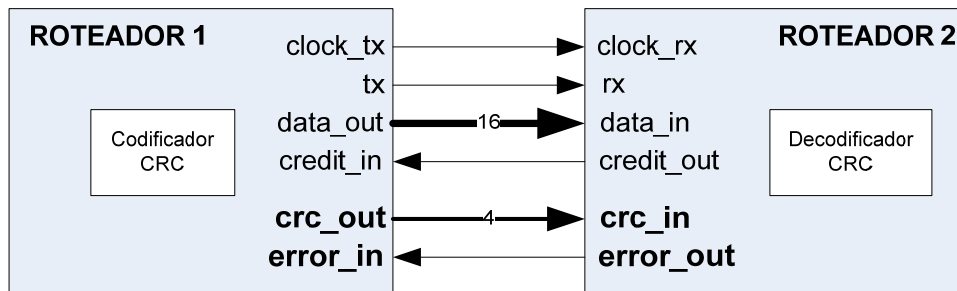 ROTEADOR 1
ROTEADOR 2
clock_tx
clock_rx
tx
rx
data_out
16
data_in
credit_in
credit_out
Codificador
CRC
Decodificador
CRC
crc_out
4
crc_in
error_in
error_out